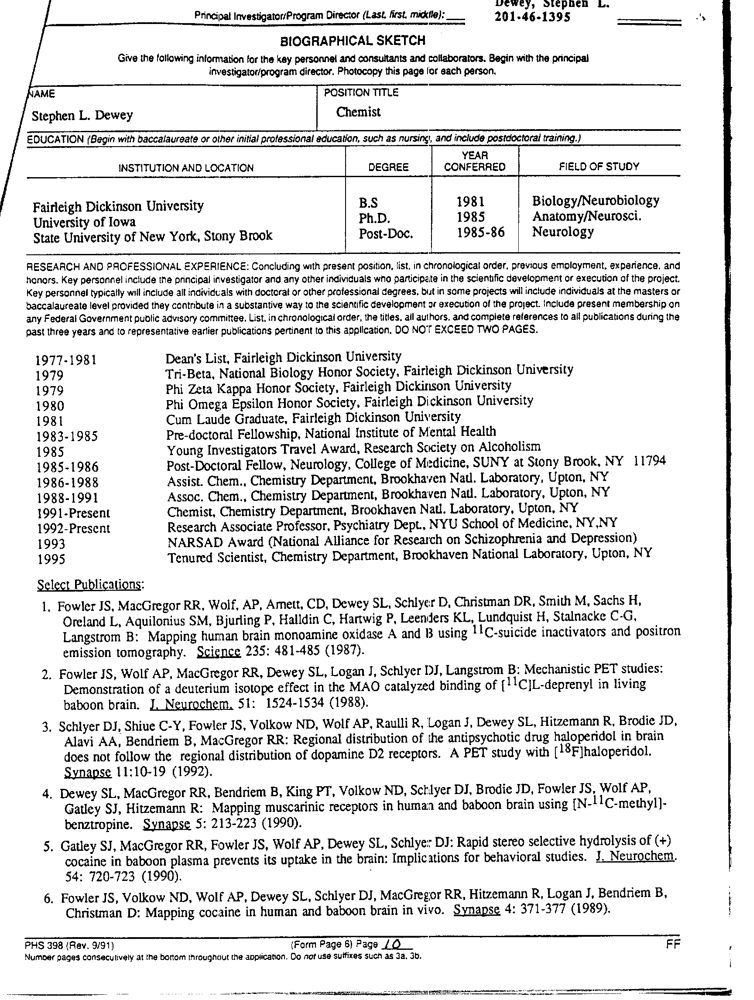 Dewey, Stephen L.
Principal Investigator/Program Director (Last, first, middle): 201-46-1395
BIOGRAPHICAL SKETCH
Give the following information for the key personnel and consultants and collaborators. Begin with the principal
investigator/program director. Photocopy this page for each person.
NAME POSITION TITLE
Stephen L. Dewey Chemist
EDUCATION (Begin with baccalaureate or other initial professional education, such as nursing, and include postdoctoral training.)
INSTITUTION AND LOCATION DEGREE YEAR CONFERRED FIELD OF STUDY
Fairleigh Dickinson University B.S 1981 Biology/Neurobiology
University of Iowa Ph.D. 1985 Anatomy/Neurosci.
State University of New York, Stony Brook Post-Doc. 1985-86 Neurology
RESEARCH AND PROFESSIONAL EXPERIENCE: Concluding with present position, list, in chronological order, previous employment, experience, and
honors. Key personnel include the principal investigator and any other individuals who participate in the scientific development or execution of the project.
Key personnel typically will include all individuals with doctoral or other professional degrees, but in some projects will include individuals at the masters or
baccalaureate level provided they contribute in a substantive way to the scientific development or execution of the project. Include present membership on
any Federal Government public advisory committee. List, in chronological order, the titles, all authors, and complete references to all publications during the
past three years and to representative earlier publications pertinent to this application. DO NOT EXCEED TWO PAGES.
1977-1981 Dean's List, Fairleigh Dickinson University
1979 Tri-Beta, National Biology Honor Society, Fairleigh Dickinson University
1979 Phi Zeta Kappa Honor Society, Fairleigh Dickinson University
1980 Phi Omega Epsilon Honor Society, Fairleigh Dickinson University
1981 Cum Laude Graduate, Fairleigh Dickinson University
1983-1985 Pre-doctoral Fellowship, National Institute of Mental Health
1985 Young Investigators Travel Award, Research Society on Alcoholism
1985-1986 Post-Doctoral Fellow, Neurology, College of Medicine, SUNY at Stony Brook, NY 11794
1986-1988 Assist. Chem., Chemistry Department, Brookhaven Natl. Laboratory, Upton, NY
1988-1991 Assoc. Chem., Chemistry Department, Brookhaven Natl. Laboratory, Upton, NY
1991-Present Chemist, Chemistry Department, Brookhaven Natl. Laboratory, Upton, NY
1992-Present Research Associate Professor, Psychiatry Dept., NYU School of Medicine, NY,NY
1993 NARSAD Award (National Alliance for Research on Schizophrenia and Depression)
1995 Tenured Scientist, Chemistry Department, Brookhaven National Laboratory, Upton, NY
Select Publications:
1. Fowler JS, MacGregor RR, Wolf, AP, Arnett, CD, Dewey SL, Schlyer D, Christman DR, Smith M, Sachs H,
Oreland L, Aquilonius SM, Bjurling P, Halldin C, Hartwig P, Leenders KL, Lundquist H, Stalnacke C-G,
Langstrom B: Mapping human brain monoamine oxidase A and B using 11C-suicide inactivators and positron
emission tomography. Science 235: 481-485 (1987).
2. Fowler JS, Wolf AP, MacGregor RR, Dewey SL, Logan J, Schlyer DJ, Langstrom B: Mechanistic PET studies:
Demonstration of a deuterium isotope effect in the MAO catalyzed binding of [11C]L-deprenyl in living
baboon brain. J. Neurochem. 51: 1524-1534 (1988).
3. Schlyer DJ, Shiue C-Y, Fowler JS, Volkow ND, Wolf AP, Raulli R, Logan J, Dewey SL, Hitzemann R, Brodie JD,
Alavi AA, Bendriem B, MacGregor RR: Regional distribution of the antipsychotic drug haloperidol in brain
does not follow the regional distribution of dopamine D2 receptors. A PET study with [18F]haloperidol.
Synapse 11:10-19 (1992).
4. Dewey SL, MacGregor RR, Bendriem B, King PT, Volkow ND, Schlyer DJ, Brodie JD, Fowler JS, Wolf AP,
Gatley SJ, Hitzemann R: Mapping muscarinic receptors in human and baboon brain using [N-11C-methyl]-
benztropine. Synapse 5: 213-223 (1990).
5. Gatley SJ, MacGregor RR, Fowler JS, Wolf AP, Dewey SL, Schlyer DJ: Rapid stereo selective hydrolysis of (+)
cocaine in baboon plasma prevents its uptake in the brain: Implications for behavioral studies. J. Neurochem.
54: 720-723 (1990).
6. Fowler JS, Volkow ND, Wolf AP, Dewey SL, Schlyer DJ, MacGregor RR, Hitzemann R, Logan J, Bendriem B,
Christman D: Mapping cocaine in human and baboon brain in vivo. Synapse 4: 371-377 (1989).
PHS 398 (Rev. 9/91) (Form Page 6) Page 10 FF
Number pages consecutively at the bottom throughout the application. Do not use suffixes such as 3a, 3b.